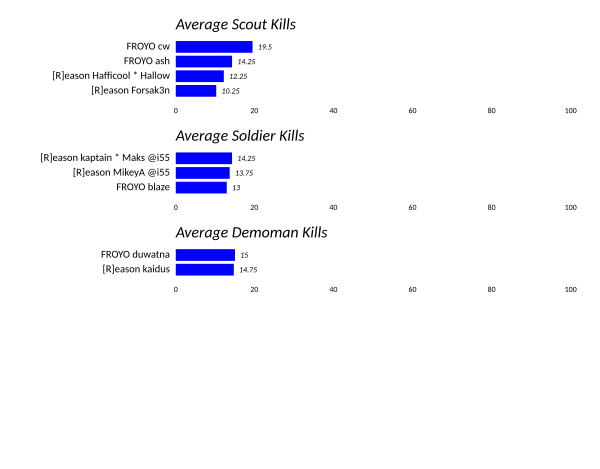 Average Scout Kills
FROYO cw 19.5
FROYO ash 14.25
[R]eason Hafficool * Hallow 12.25
[R]eason Forsak3n 10.25
0 20 40 60 80 100
Average Soldier Kills
[R]eason kaptain * Maks @i55 14.25
[R]eason MikeyA @i55 13.75
FROYO blaze 13
0 20 40 60 80 100
Average Demoman Kills
FROYO duwatna 15
[R]eason kaidus 14.75
0 20 40 60 80 100